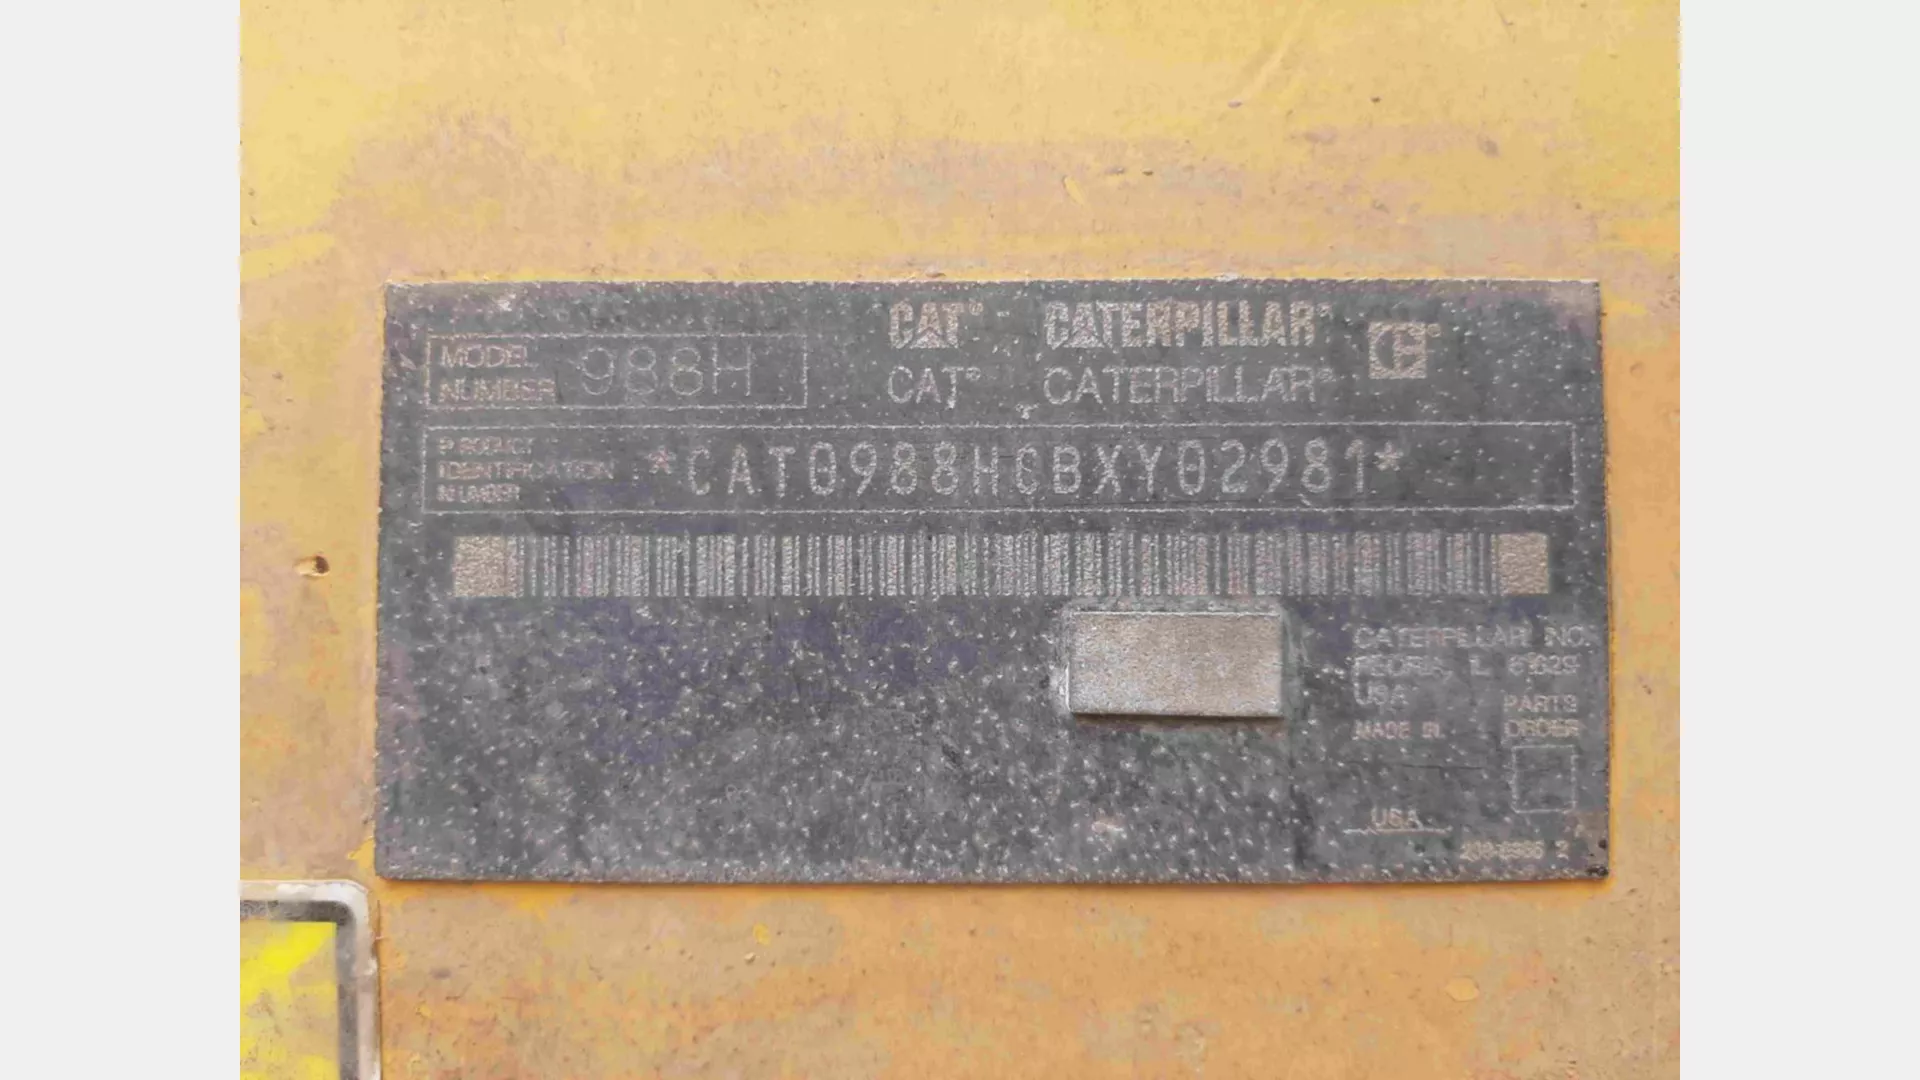 CAT® CATERPILLAR®
MODEL NUMBER 988H
CAT® CATERPILLAR®
PRODUCT IDENTIFICATION NUMBER *CAT0988HCBXY02981*
CATERPILLAR INC.
PEORIA, IL 61629
USA
PARTS ORDER
MADE IN
USA